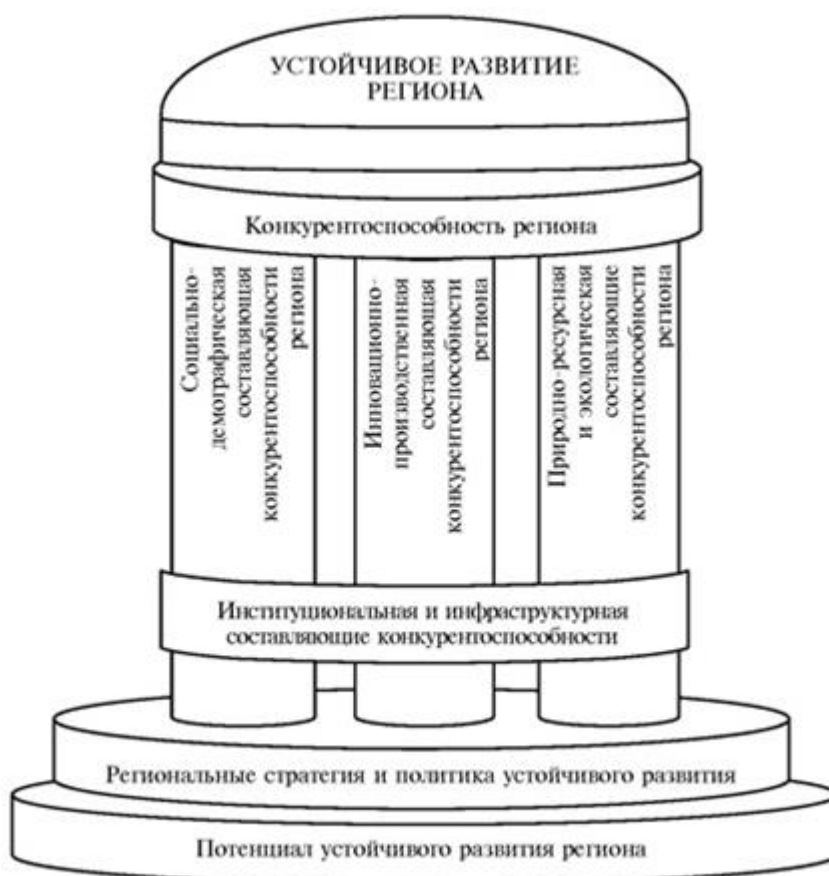 УСТОЙЧИВОЕ РАЗВИТИЕ
РЕГИОНА
Конкурентоспособность региона
Социально-
демографическая
составляющая
конкурентоспособности
региона
Инновационно-
производственная
составляющая
конкурентоспособности
региона
Природно-ресурсная
и экологическая
составляющие
конкурентоспособности
региона
Институциональная и инфраструктурная
составляющие конкурентоспособности
Региональные стратегия и политика устойчивого развития
Потенциал устойчивого развития региона